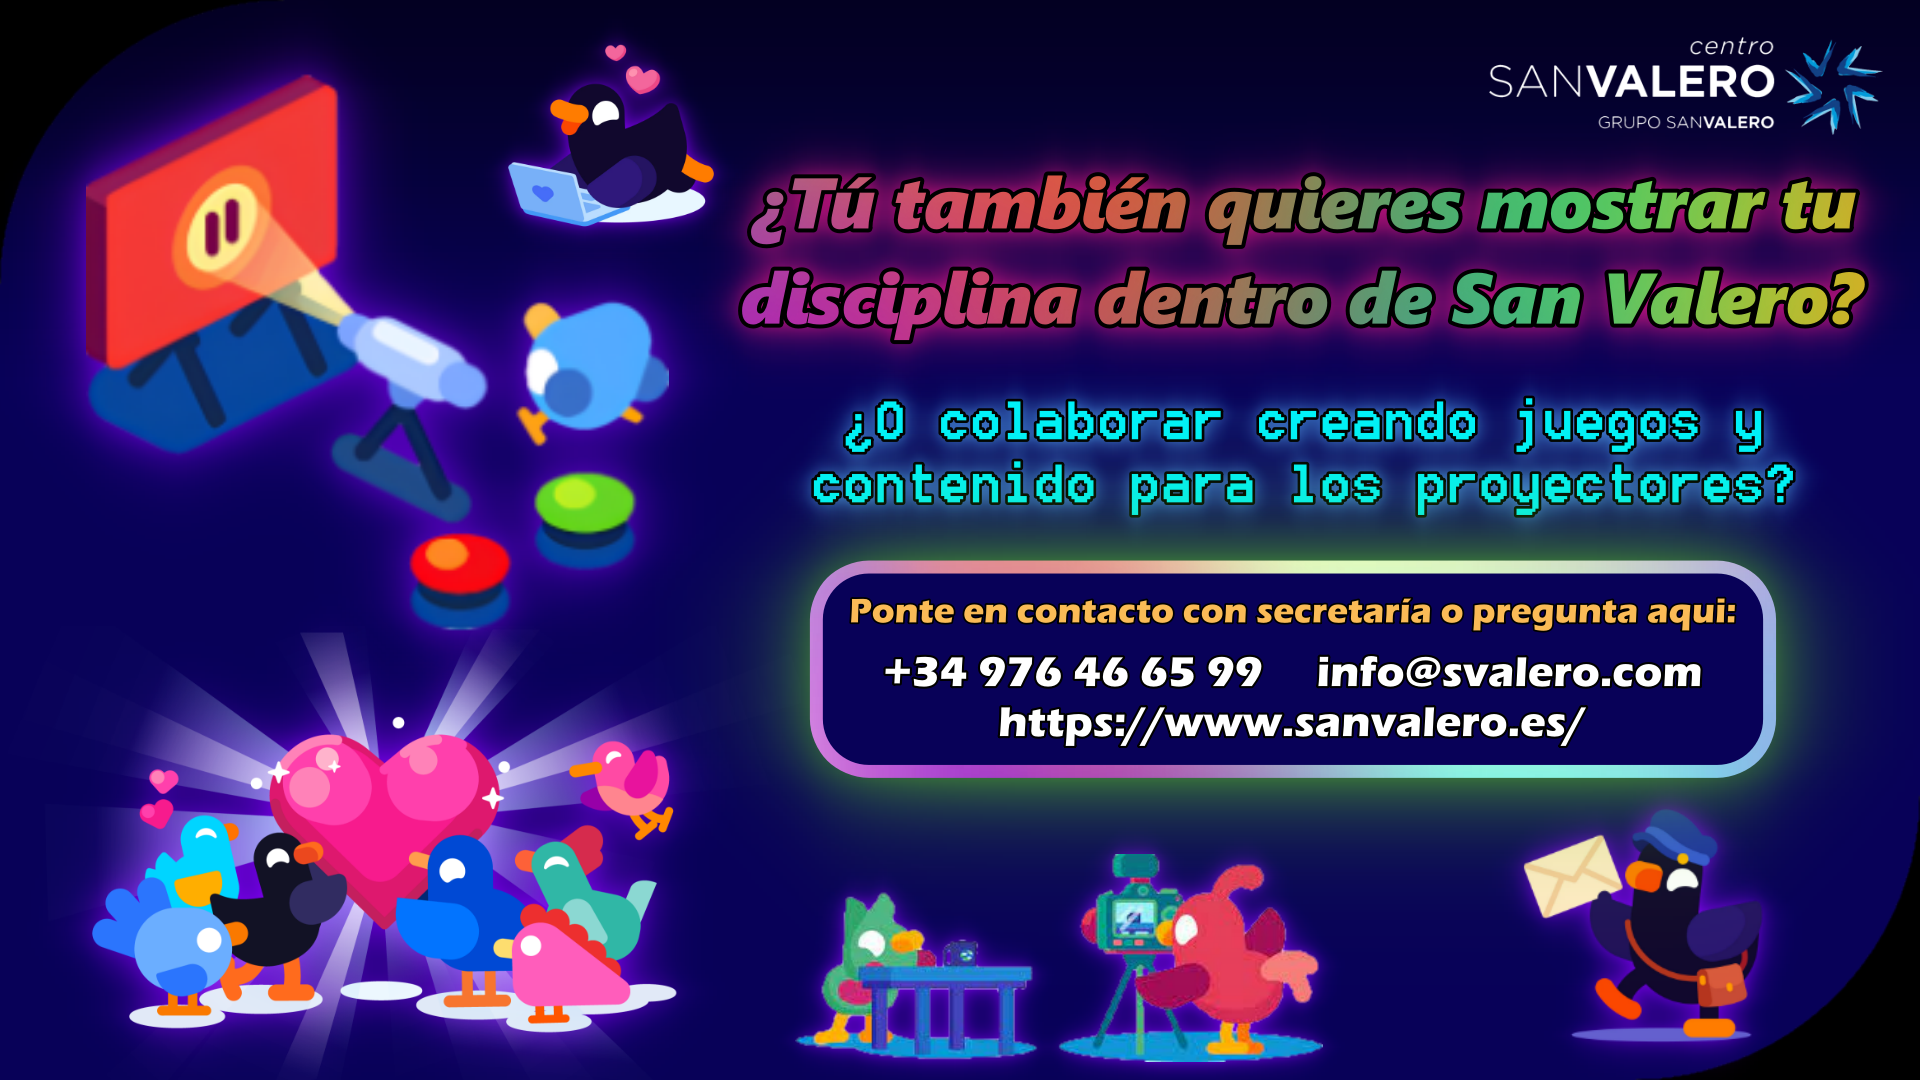 centro
SANVALERO
GRUPO SANVALERO
¿Tú también quieres mostrar tu
disciplina dentro de San Valero?
¿O colaborar creando juegos y
contenido para los proyectores?
Ponte en contacto con secretaría o pregunta aqui:
+34 976 46 65 99 info@svalero.com
https://www.sanvalero.es/